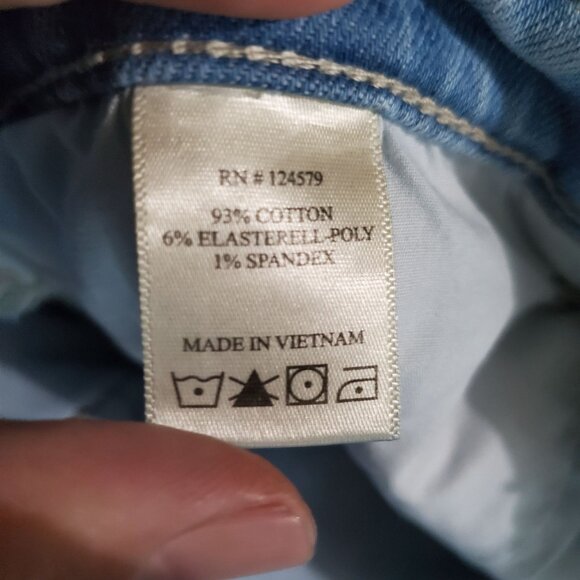 RN # 124579
93% COTTON
6% ELASTERELL-POLY
1% SPANDEX
MADE IN VIETNAM